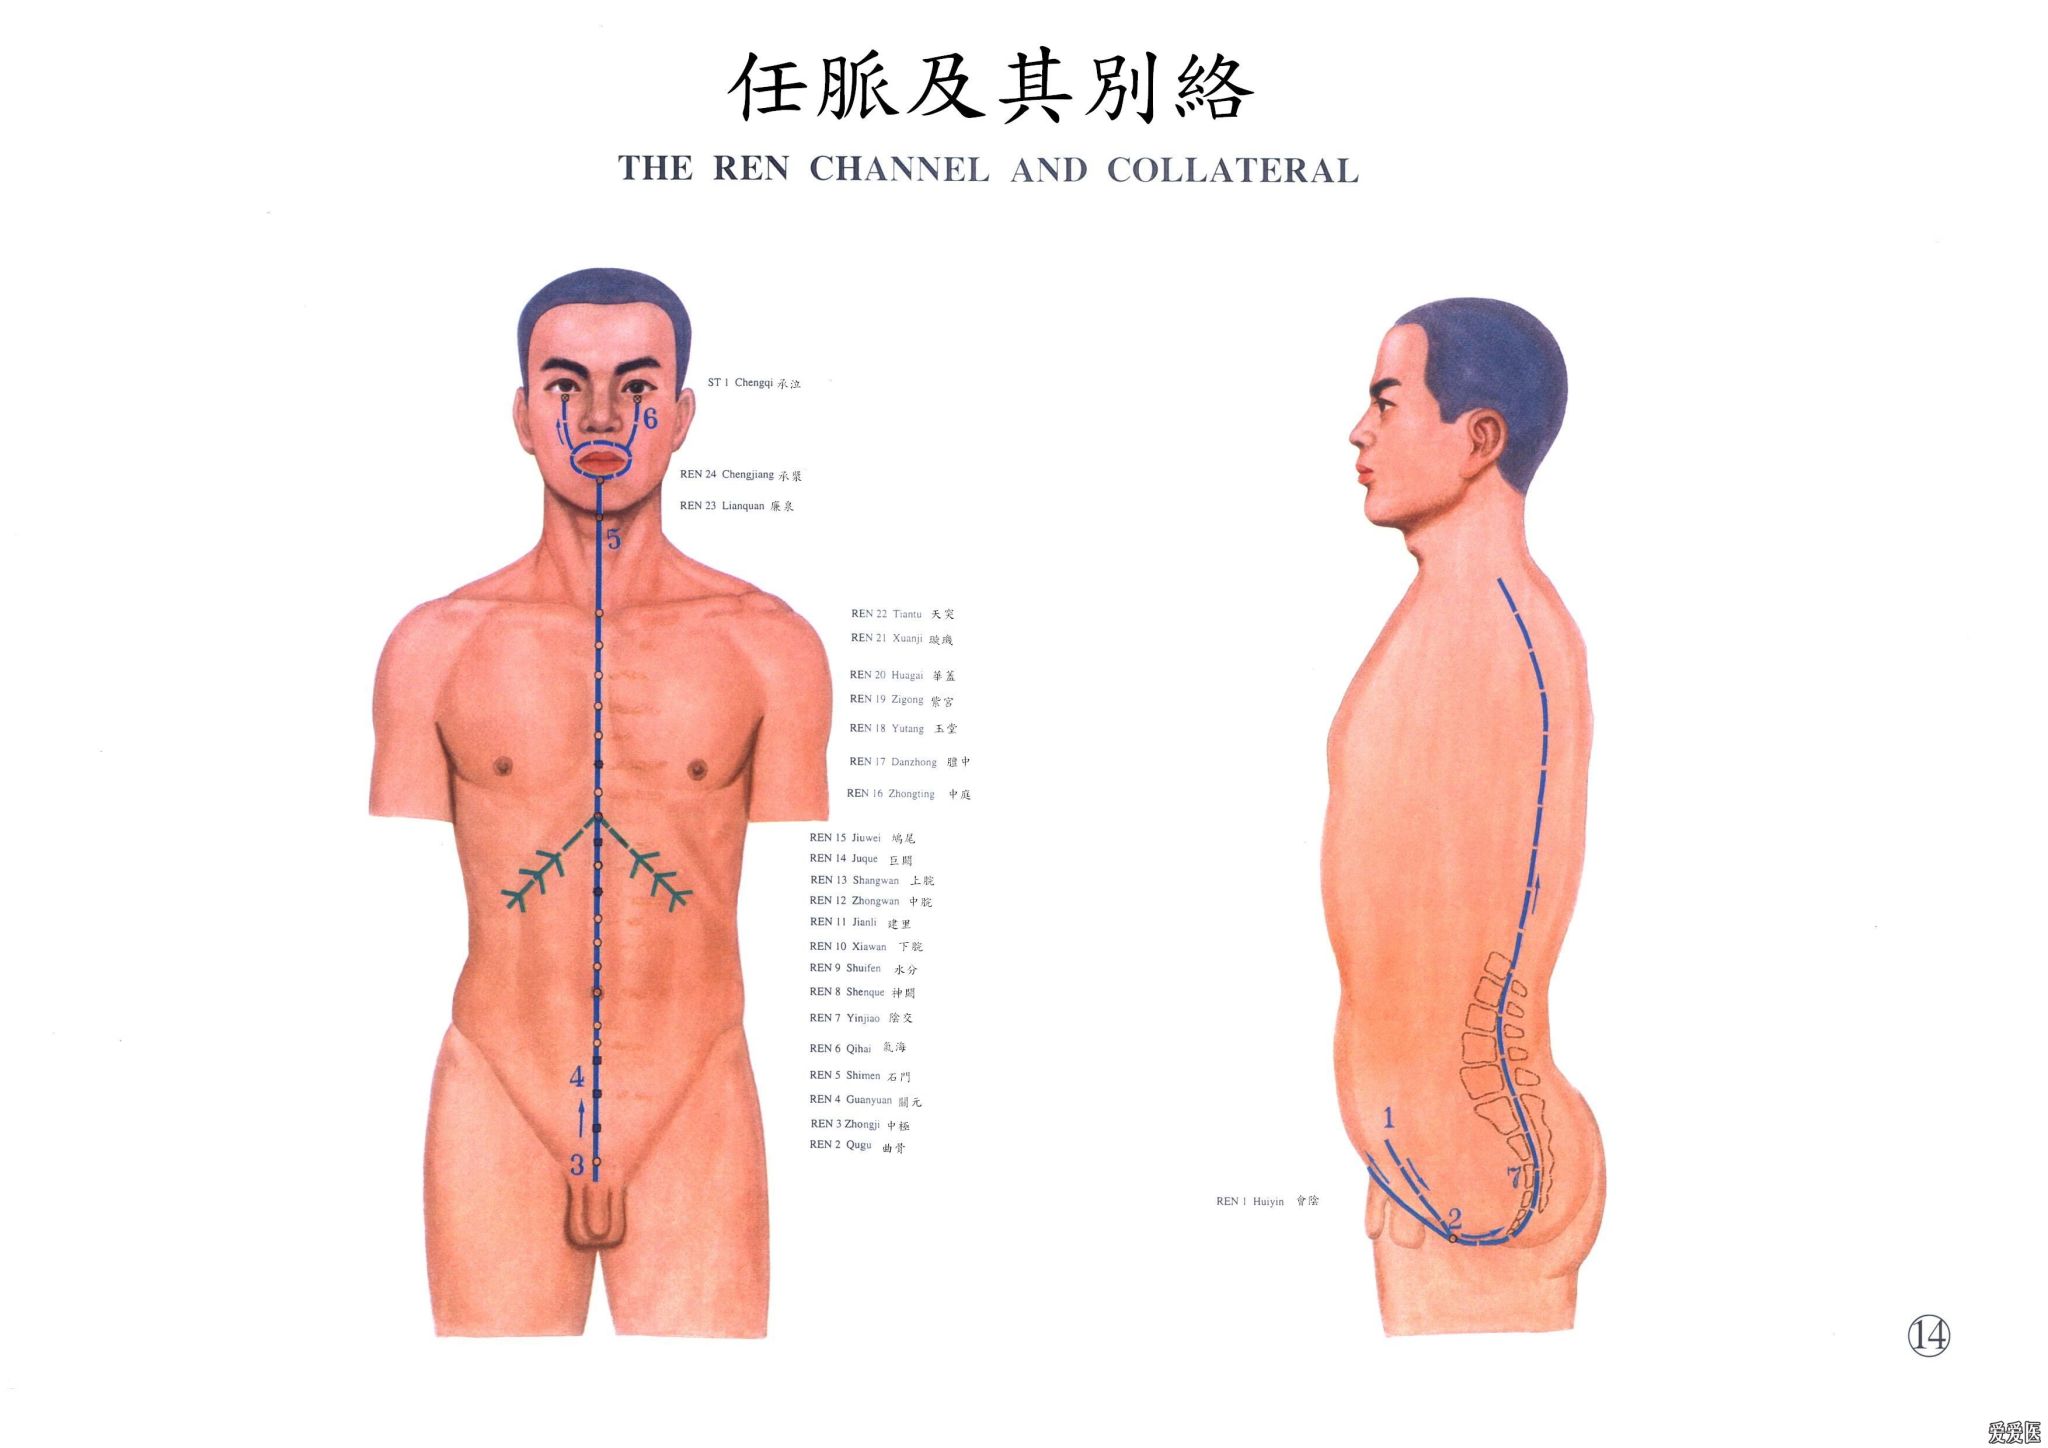 任脈及其別絡
THE REN CHANNEL AND COLLATERAL
ST 1 Chengqi 承泣
6
REN 24 Chengjiang 承漿
REN 23 Lianquan 廉泉
5
REN 22 Tiantu 天突
REN 21 Xuanji 璇璣
REN 20 Huagai 華蓋
REN 19 Zigong 紫宮
REN 18 Yutang 玉堂
REN 17 Danzhong 膻中
REN 16 Zhongting 中庭
REN 15 Jiuwei 鳩尾
REN 14 Juque 巨闕
REN 13 Shangwan 上脘
REN 12 Zhongwan 中脘
REN 11 Jianli 建里
REN 10 Xiawan 下脘
REN 9 Shuifen 水分
REN 8 Shenque 神闕
REN 7 Yinjiao 陰交
REN 6 Qihai 氣海
REN 5 Shimen 石門
4
REN 4 Guanyuan 關元
REN 3 Zhongji 中極
REN 2 Qugu 曲骨
3
1
7
REN 1 Huiyin 會陰
2
14
爱爱医